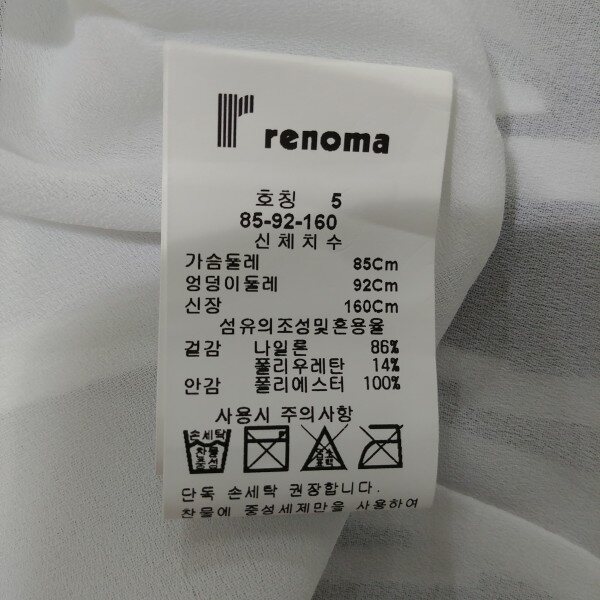 renoma
호칭 5
85-92-160
신체치수
가슴둘레 85Cm
엉덩이둘레 92Cm
신장 160Cm
섬유의조성및혼용율
겉감 나일론 86%
폴리우레탄 14%
안감 폴리에스터 100%
사용시 주의사항
손세탁
찬물
중성
단독 손세탁 권장합니다.
찬물에 중성세제만을 사용하여